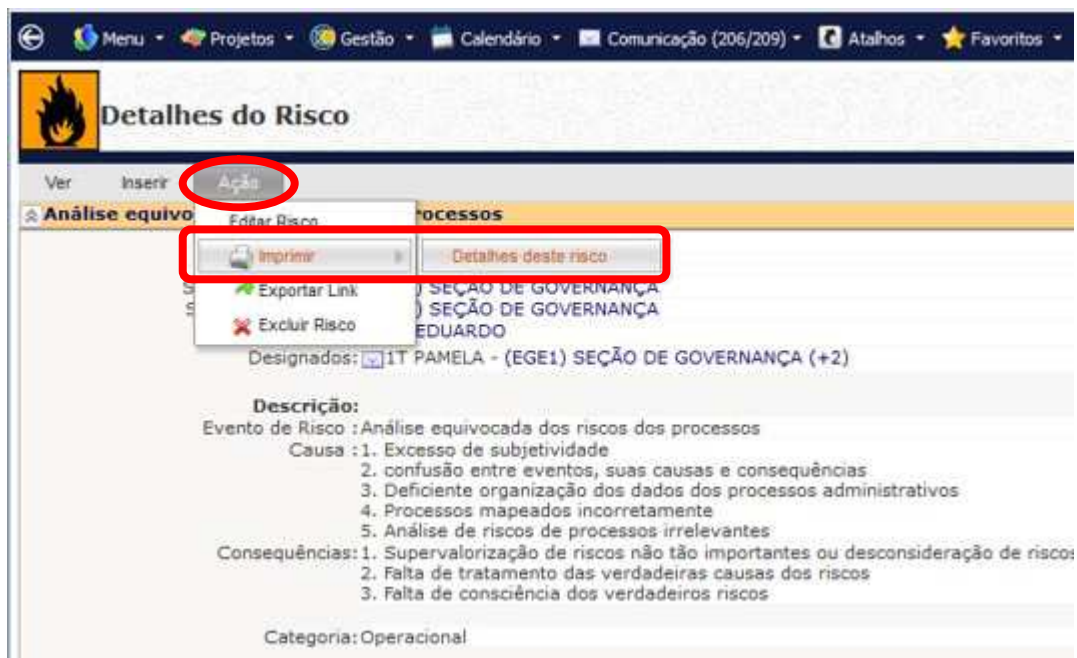 Menu Projetos Gestão Calendário Comunicação (206/209) Atalhos Favoritos
Detalhes do Risco
Ver Inserir Ação
Análise equivo ocessos
Editar Risco
Imprimir Detalhes deste risco
Exportar Link ) SEÇÃO DE GOVERNANÇA
) SEÇÃO DE GOVERNANÇA
Excluir Risco EDUARDO
Designados: 1T PAMELA - (EGE1) SEÇÃO DE GOVERNANÇA (+2)
Descrição:
Evento de Risco : Análise equivocada dos riscos dos processos
Causa : 1. Excesso de subjetividade
2. confusão entre eventos, suas causas e consequências
3. Deficiente organização dos dados dos processos administrativos
4. Processos mapeados incorretamente
5. Análise de riscos de processos irrelevantes
Consequências: 1. Supervalorização de riscos não tão importantes ou desconsideração de riscos
2. Falta de tratamento das verdadeiras causas dos riscos
3. Falta de consciência dos verdadeiros riscos
Categoria: Operacional